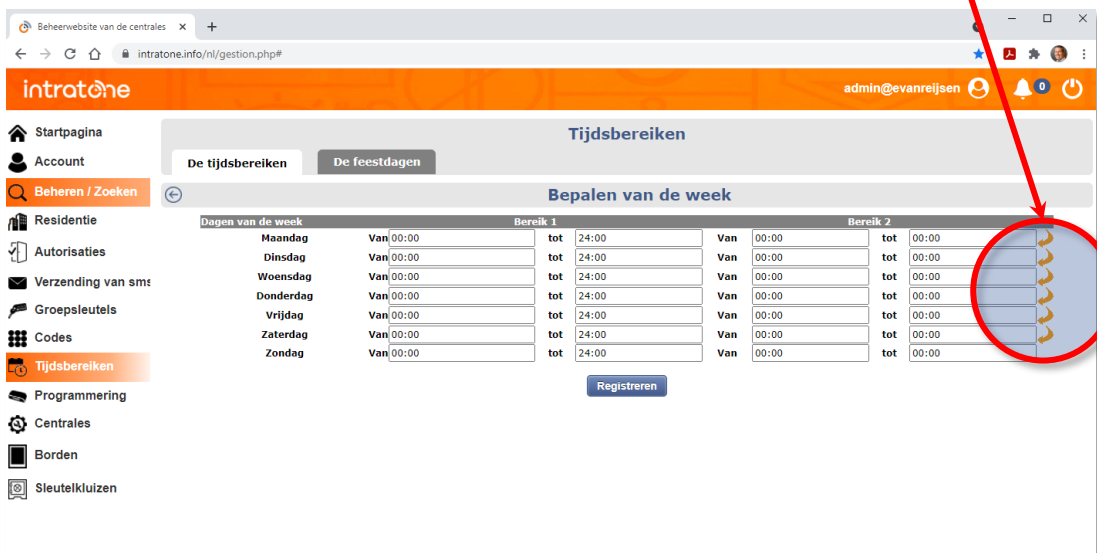 Beheerwebsite van de centrales
intratone.info/nl/gestion.php#
intratone
admin@evanreijsen
0
Startpagina
Account
Beheren / Zoeken
Residentie
Autorisaties
Verzending van sms
Groepsleutels
Codes
Tijdsbereiken
Programmering
Centrales
Borden
Sleutelkluizen
Tijdsbereiken
De tijdsbereiken De feestdagen
Bepalen van de week
Dagen van de week Bereik 1 Bereik 2
Maandag Van 00:00 tot 24:00 Van 00:00 tot 00:00
Dinsdag Van 00:00 tot 24:00 Van 00:00 tot 00:00
Woensdag Van 00:00 tot 24:00 Van 00:00 tot 00:00
Donderdag Van 00:00 tot 24:00 Van 00:00 tot 00:00
Vrijdag Van 00:00 tot 24:00 Van 00:00 tot 00:00
Zaterdag Van 00:00 tot 24:00 Van 00:00 tot 00:00
Zondag Van 00:00 tot 24:00 Van 00:00 tot 00:00
Registreren